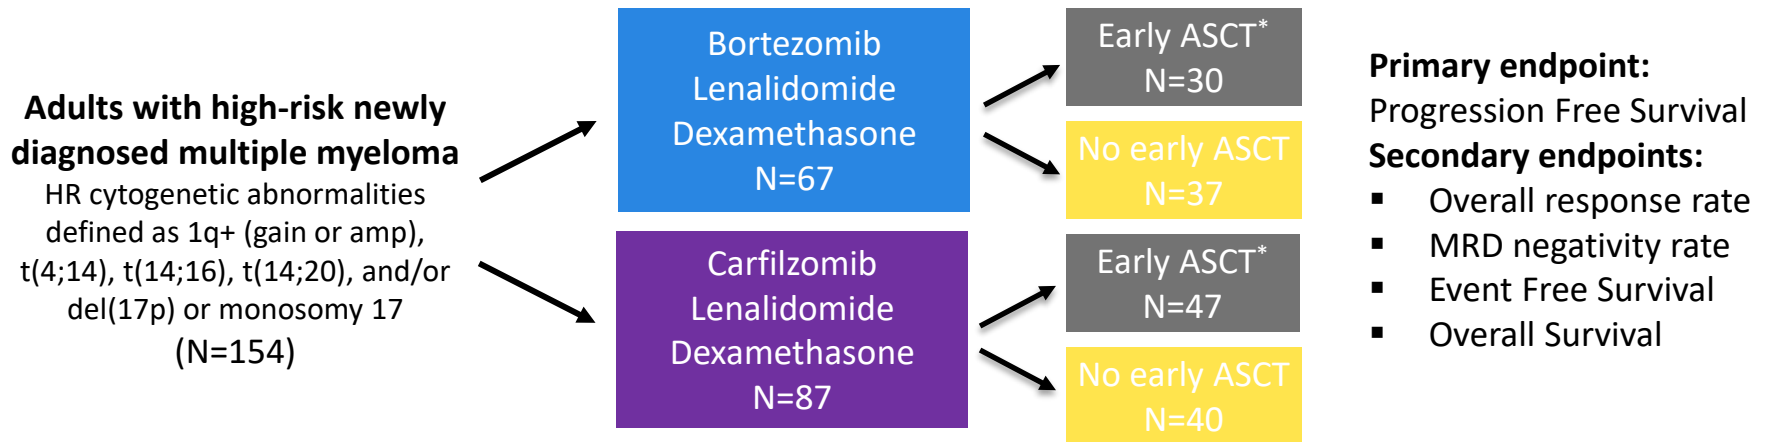 Adults with high-risk newly
diagnosed multiple myeloma
HR cytogenetic abnormalities
defined as 1q+ (gain or amp),
t(4;14), t(14;16), t(14;20), and/or
del(17p) or monosomy 17
(N=154)
Bortezomib
Lenalidomide
Dexamethasone
N=67
Carfilzomib
Lenalidomide
Dexamethasone
N=87
Early ASCT*
N=30
No early ASCT
N=37
Early ASCT*
N=47
No early ASCT
N=40
Primary endpoint:
Progression Free Survival
Secondary endpoints:
▪ Overall response rate
▪ MRD negativity rate
▪ Event Free Survival
▪ Overall Survival